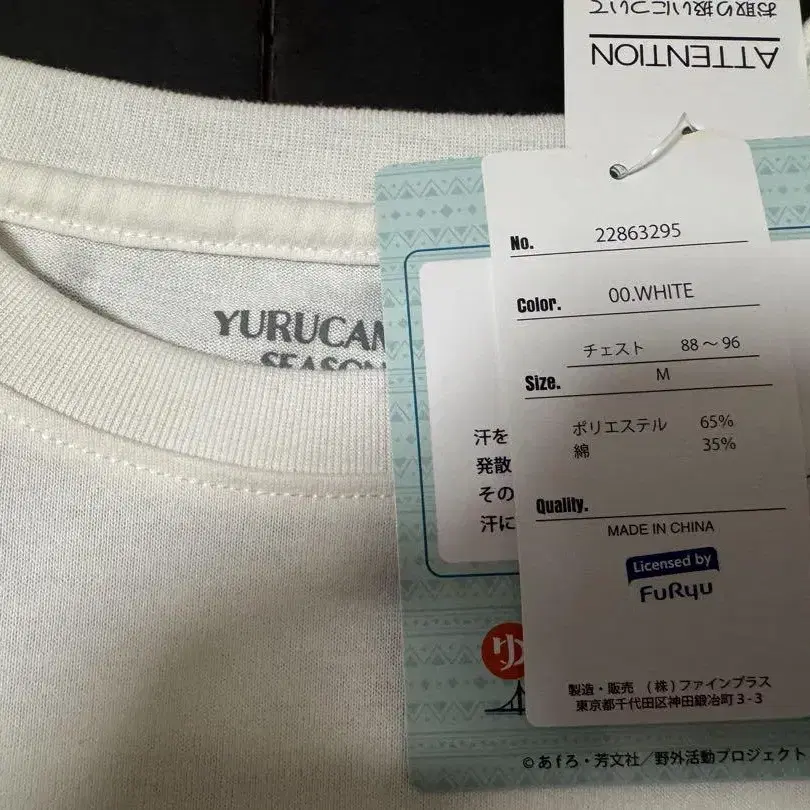 お取り扱いについて
ATTENTION
No. 22863295
Color. 00.WHITE
チェスト 88～96
Size. M
ポリエステル 65%
綿 35%
Quality.
MADE IN CHINA
Licensed by
FuRyu
製造・販売 (株)ファインプラス
東京都千代田区神田鍛冶町3-3
YURUCAM
SEASON
汗を
発散
その
汗に
ゆ
©あfろ・芳文社／野外活動プロジェクト